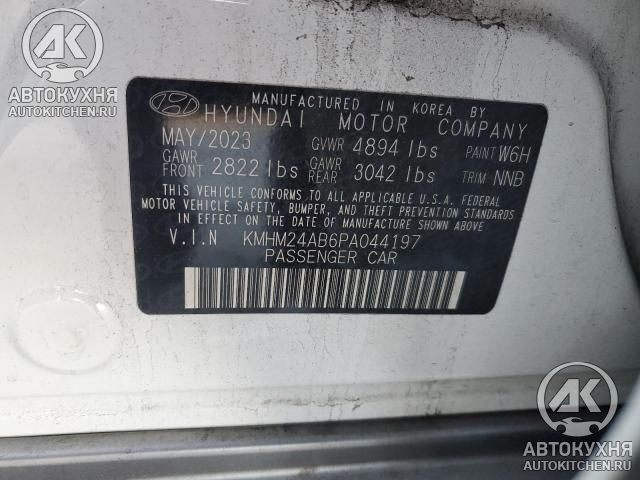 АВТОКУХНЯ
AUTOKITCHEN.RU
MANUFACTURED IN KOREA BY
HYUNDAI MOTOR COMPANY
MAY/2023 GVWR 4894 lbs PAINT W6H
GAWR FRONT 2822 lbs GAWR REAR 3042 lbs TRIM NNB
THIS VEHICLE CONFORMS TO ALL APPLICABLE U.S.A. FEDERAL
MOTOR VEHICLE SAFETY, BUMPER, AND THEFT PREVENTION STANDARDS
IN EFFECT ON THE DATE OF MANUFACTURE SHOWN ABOVE.
V.I.N KMHM24AB6PA044197
PASSENGER CAR
АК
АВТОКУХНЯ
AUTOKITCHEN.RU